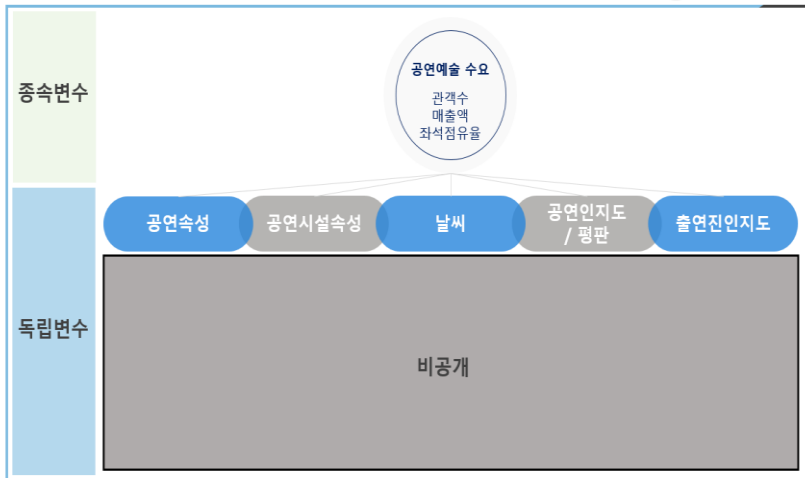 종속변수
공연예술 수요
관객수
매출액
좌석점유율
독립변수
공연속성
공연시설속성
날씨
공연인지도
/ 평판
출연진인지도
비공개